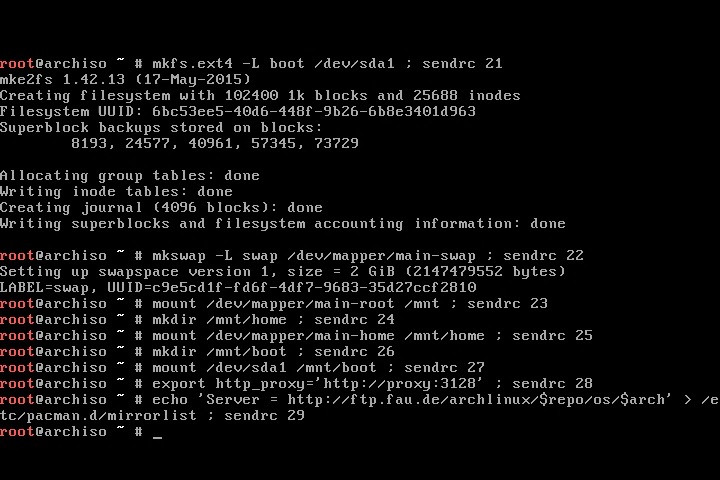 root@archiso ~ # mkfs.ext4 -L boot /dev/sda1 ; sendrc 21
mke2fs 1.42.13 (17-May-2015)
Creating filesystem with 102400 1k blocks and 25688 inodes
Filesystem UUID: 6bc53ee5-40d6-448f-9b26-6b8e3401d963
Superblock backups stored on blocks:
        8193, 24577, 40961, 57345, 73729

Allocating group tables: done
Writing inode tables: done
Creating journal (4096 blocks): done
Writing superblocks and filesystem accounting information: done

root@archiso ~ # mkswap -L swap /dev/mapper/main-swap ; sendrc 22
Setting up swapspace version 1, size = 2 GiB (2147479552 bytes)
LABEL=swap, UUID=c9e5cd1f-fd6f-4df7-9683-35d27ccf2810
root@archiso ~ # mount /dev/mapper/main-root /mnt ; sendrc 23
root@archiso ~ # mkdir /mnt/home ; sendrc 24
root@archiso ~ # mount /dev/mapper/main-home /mnt/home ; sendrc 25
root@archiso ~ # mkdir /mnt/boot ; sendrc 26
root@archiso ~ # mount /dev/sda1 /mnt/boot ; sendrc 27
root@archiso ~ # export http_proxy='http://proxy:3128' ; sendrc 28
root@archiso ~ # echo 'Server = http://ftp.fau.de/archlinux/$repo/os/$arch' > /e
tc/pacman.d/mirrorlist ; sendrc 29
root@archiso ~ # _